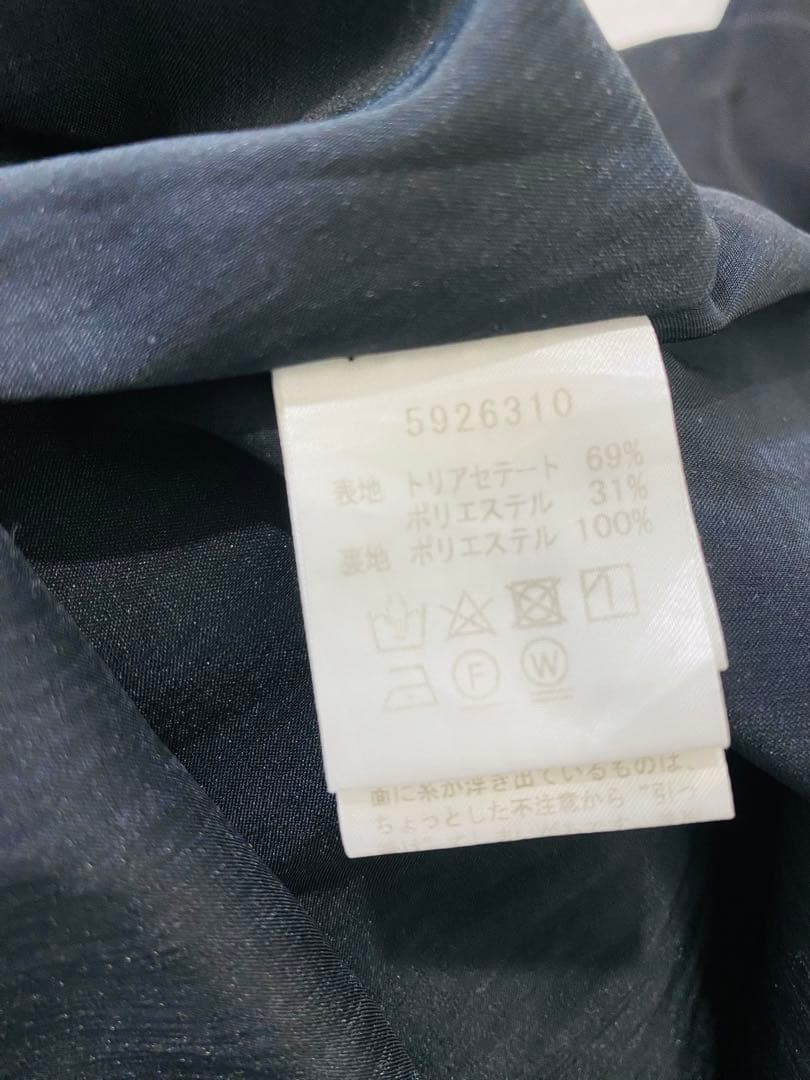 5926310
表地 トリアセテート 69%
ポリエステル 31%
裏地 ポリエステル 100%
F
W
面に糸が浮き出ているものは、
ちょっとした不注意から "引っ